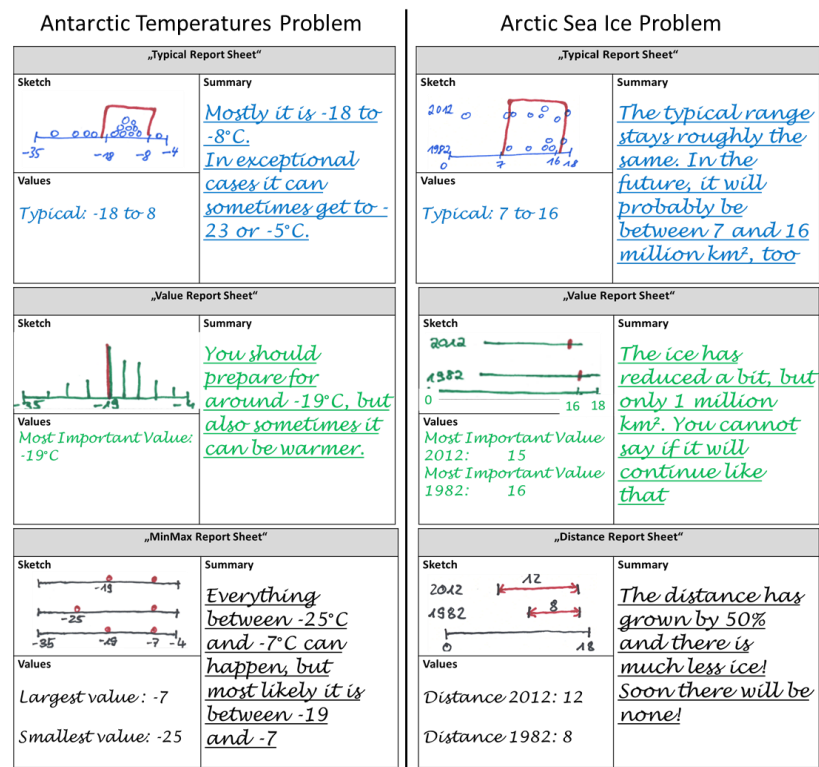 Antarctic Temperatures Problem
„Typical Report Sheet“
Sketch
-35 -18 -8 -4
Values
Typical: -18 to 8
Summary
Mostly it is -18 to
-8°C.
In exceptional
cases it can
sometimes get to -
23 or -5°C.
„Value Report Sheet“
Sketch
-35 -19 -4
Values
Most Important Value:
-19°C
Summary
You should
prepare for
around -19°C, but
also sometimes it
can be warmer.
„MinMax Report Sheet“
Sketch
-19
-25
-35 -19 -7 -4
Values
Largest value : -7
Smallest value: -25
Summary
Everything
between -25°C
and -7°C can
happen, but
most likely it is
between -19
and -7
Arctic Sea Ice Problem
„Typical Report Sheet“
Sketch
2012
1982
0 7 16 18
Values
Typical: 7 to 16
Summary
The typical range
stays roughly the
same. In the
future, it will
probably be
between 7 and 16
million km², too
„Value Report Sheet“
Sketch
2012
1982
0 16 18
Values
Most Important Value
2012: 15
Most Important Value
1982: 16
Summary
The ice has
reduced a bit, but
only 1 million
km². You cannot
say if it will
continue like
that
„Distance Report Sheet“
Sketch
2012 12
1982 8
0 18
Values
Distance 2012: 12
Distance 1982: 8
Summary
The distance has
grown by 50%
and there is
much less ice!
Soon there will be
none!